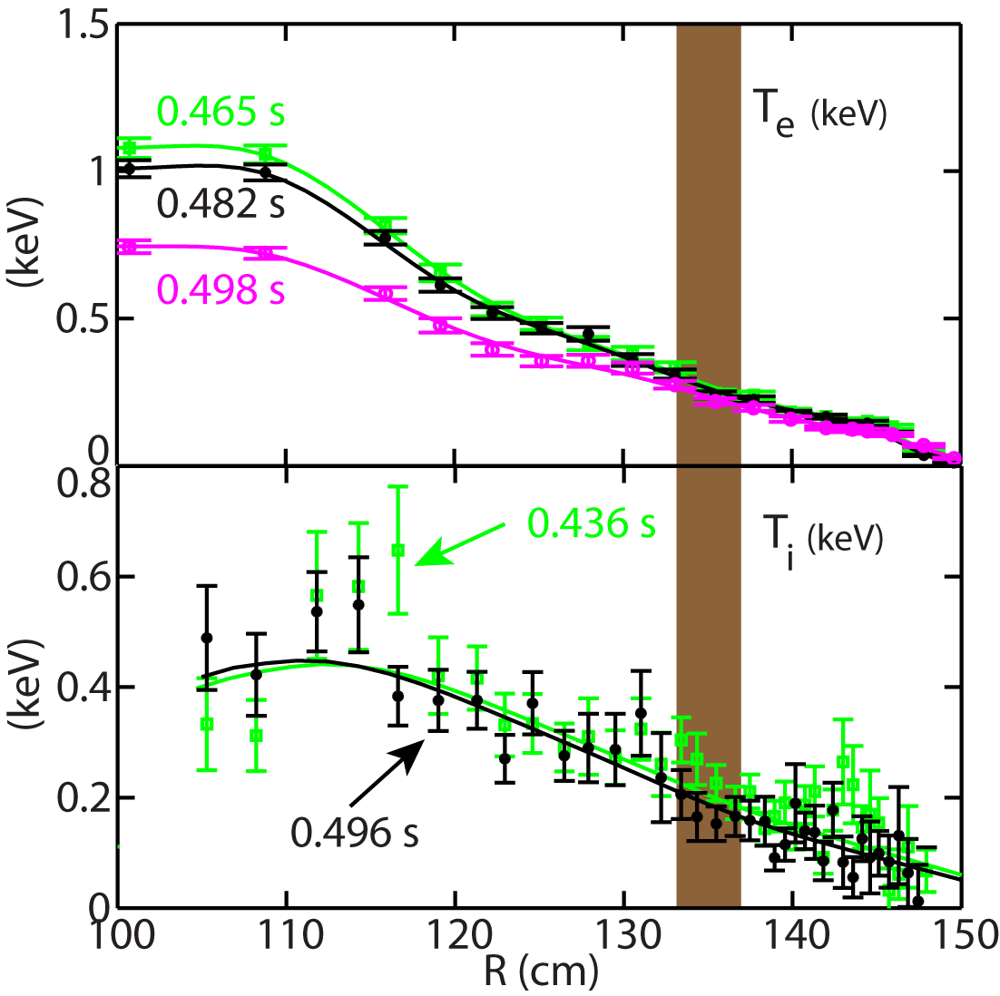 1.5
0.465 s
Te (keV)
1
0.482 s
(keV)
0.498 s
0.5
0
0.8
0.436 s
Ti (keV)
0.6
(keV)
0.4
0.2
0.496 s
0
100 110 120 130 140 150
R (cm)